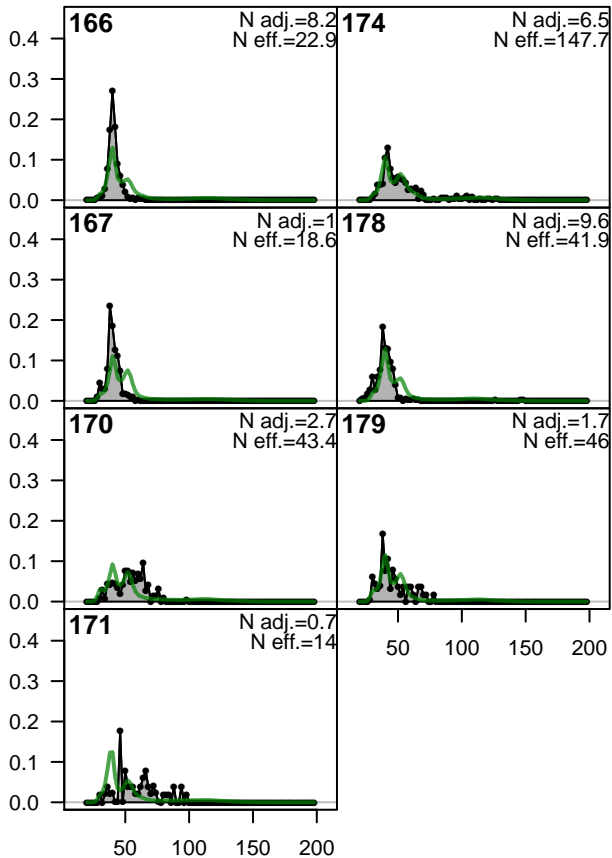 166
N adj.=8.2
N eff.=22.9
0.4
0.3
0.2
0.1
0.0
174
N adj.=6.5
N eff.=147.7
167
N adj.=1
N eff.=18.6
0.4
0.3
0.2
0.1
0.0
178
N adj.=9.6
N eff.=41.9
170
N adj.=2.7
N eff.=43.4
0.4
0.3
0.2
0.1
0.0
179
N adj.=1.7
N eff.=46
50 100 150 200
171
N adj.=0.7
N eff.=14
0.4
0.3
0.2
0.1
0.0
50 100 150 200